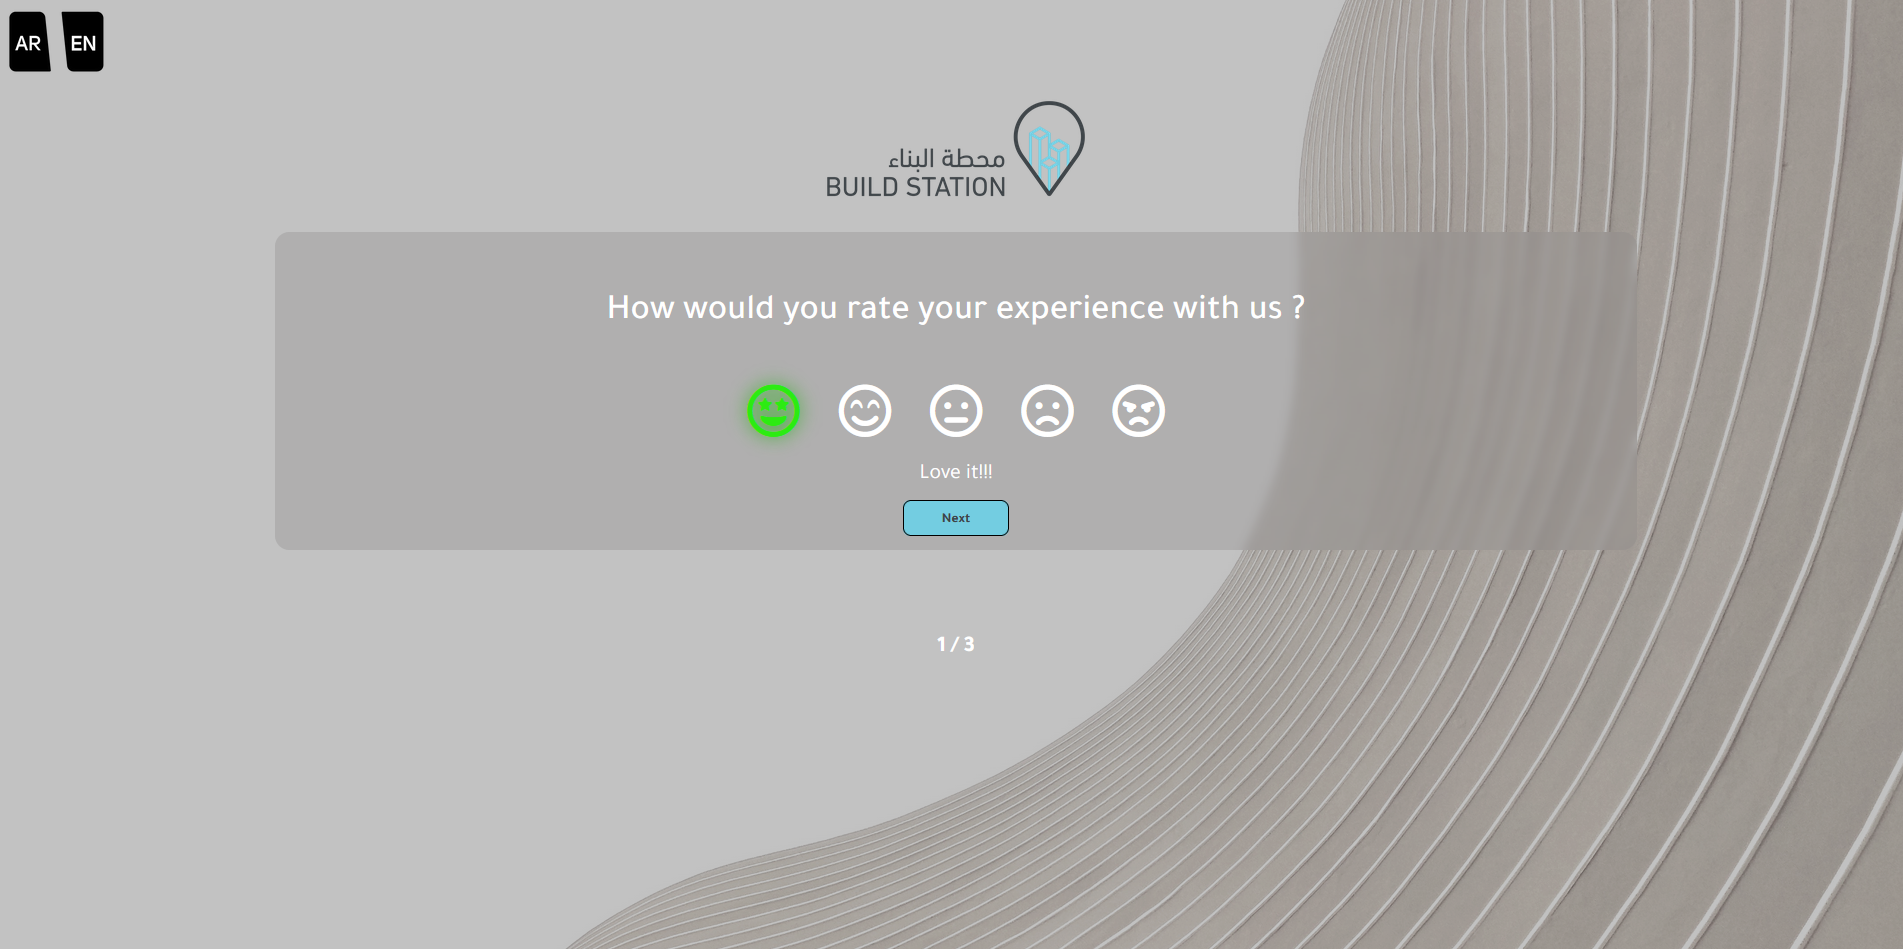 AR EN
محطة البناء
BUILD STATION
How would you rate your experience with us ?
Love it!!!
Next
1 / 3